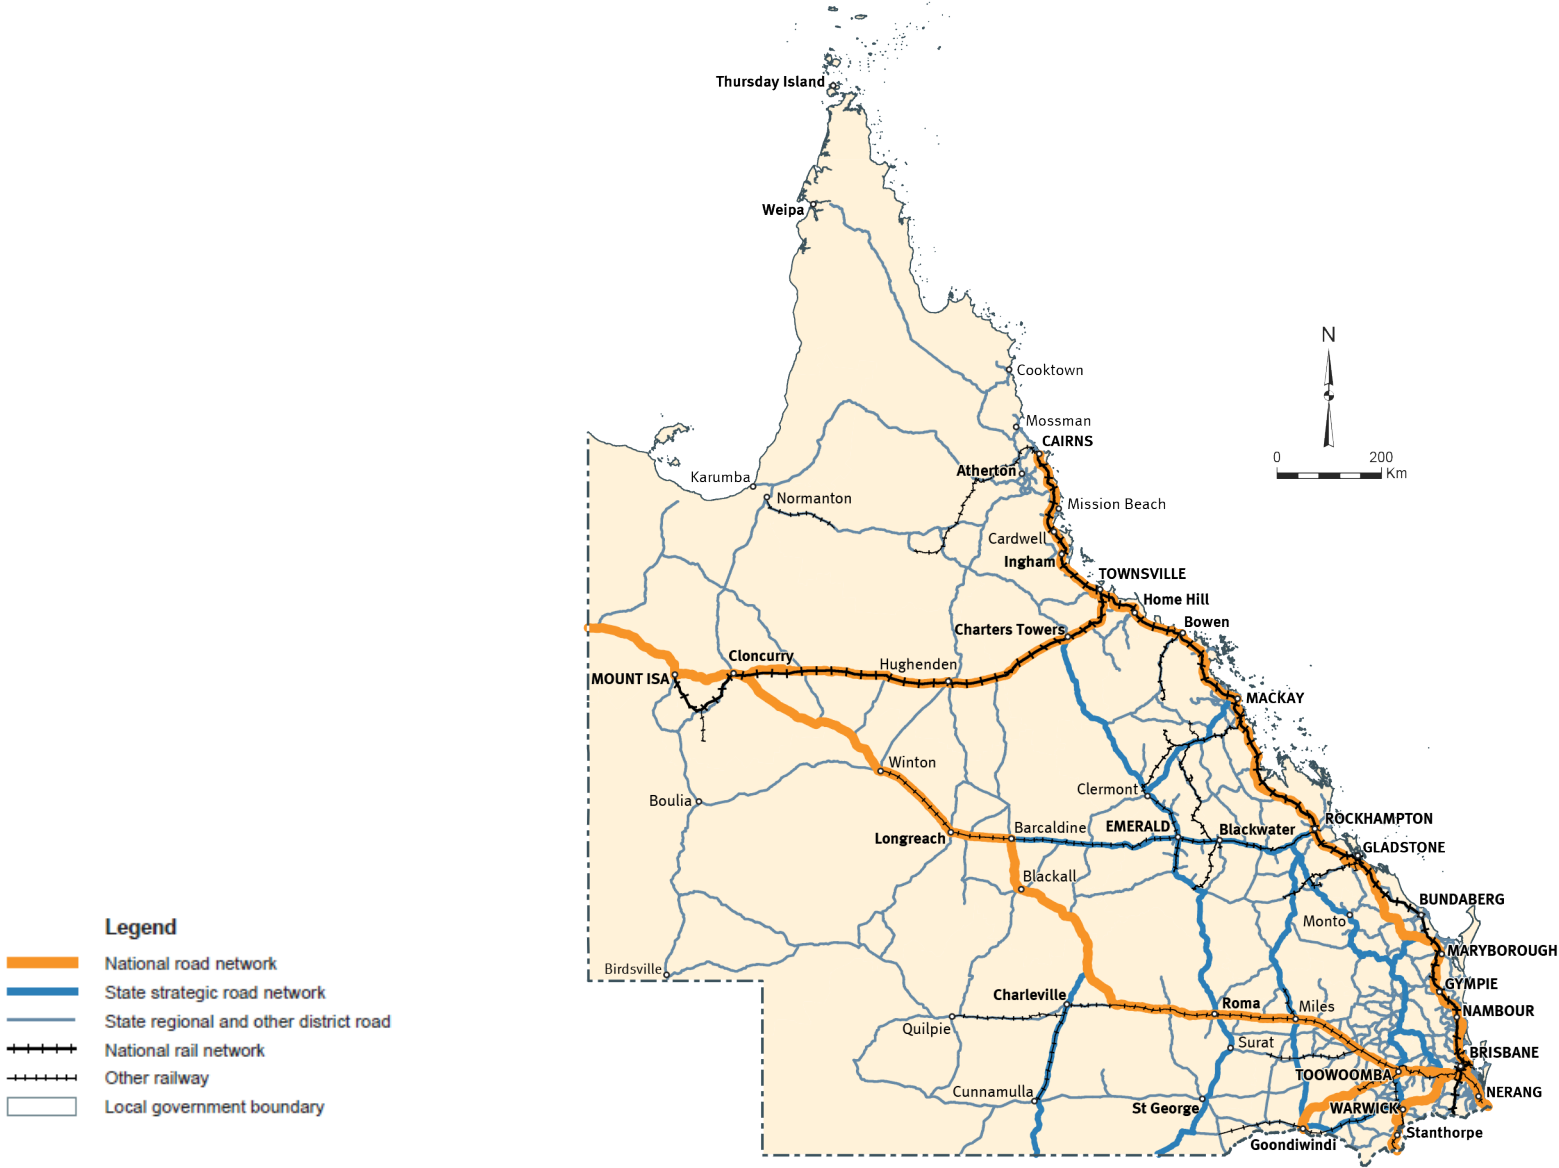 Thursday Island
Weipa
N
Cooktown
Mossman
CAIRNS
0 200
Km
Atherton
Karumba
Normanton
Mission Beach
Cardwell
Ingham
TOWNSVILLE
Home Hill
Bowen
Charters Towers
Cloncurry
Hughenden
MOUNT ISA
MACKAY
Winton
Clermont
Boulia
ROCKHAMPTON
Longreach
Barcaldine
EMERALD
Blackwater
GLADSTONE
Blackall
BUNDABERG
Monto
MARYBOROUGH
Birdsville
GYMPIE
Charleville
Roma
Miles
NAMBOUR
Quilpie
Surat
BRISBANE
TOOWOOMBA
Cunnamulla
NERANG
St George
WARWICK
Stanthorpe
Goondiwindi
Legend
National road network
State strategic road network
State regional and other district road
National rail network
Other railway
Local government boundary